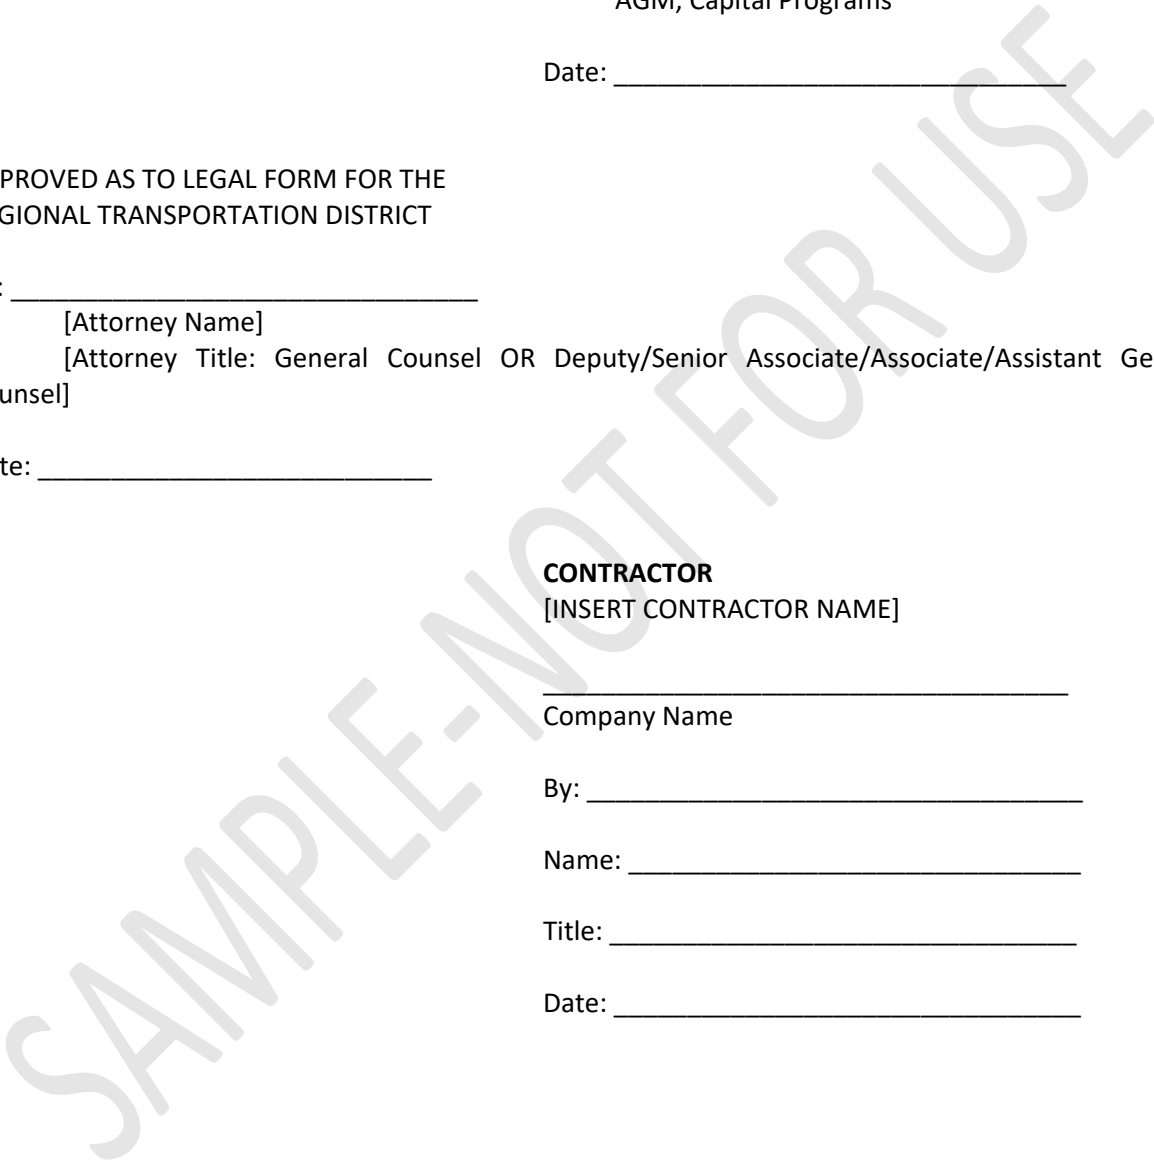 AGM, Capital Programs
Date: _______________________________
PROVED AS TO LEGAL FORM FOR THE
GIONAL TRANSPORTATION DISTRICT
: ________________________________
[Attorney Name]
[Attorney Title: General Counsel OR Deputy/Senior Associate/Associate/Assistant Ge
unsel]
te: ___________________________
CONTRACTOR
[INSERT CONTRACTOR NAME]
____________________________________
Company Name
By: __________________________________
Name: _______________________________
Title: ________________________________
Date: ________________________________
SAMPLE-NOT FOR USE